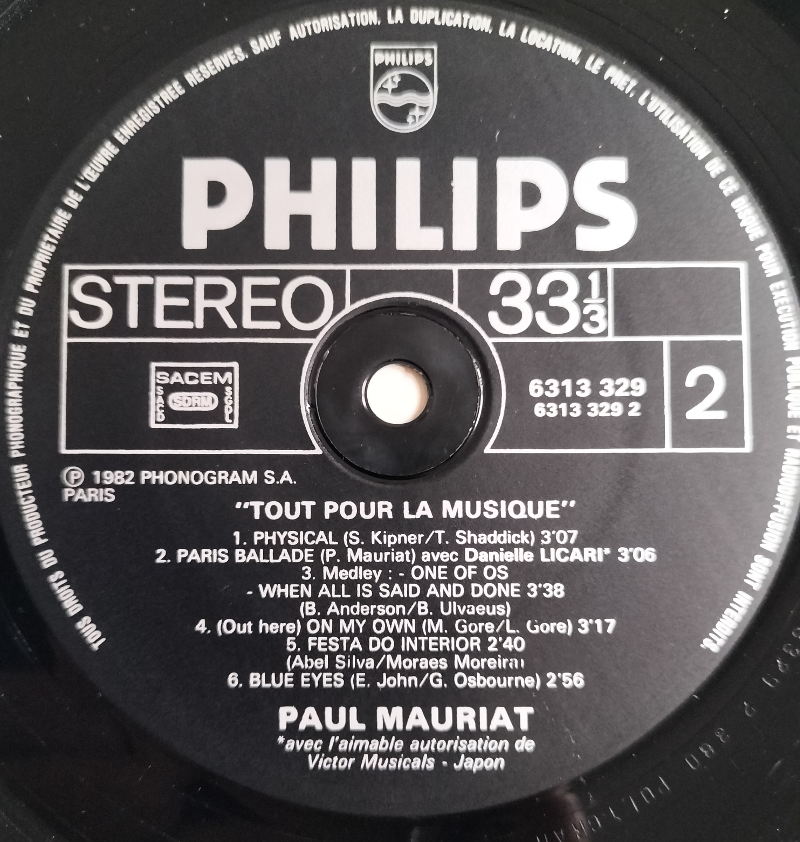 TOUS DROITS DU PRODUCTEUR PHONOGRAPHIQUE ET DU PROPRIETAIRE DE L'ŒUVRE ENREGISTREE RESERVES. SAUF AUTORISATION, LA DUPLICATION, LA LOCATION, LE PRET, L'UTILISATION DE CE DISQUE POUR EXECUTION PUBLIQUE ET RADIODIFFUSION SONT INTERDITS.
PHILIPS
PHILIPS
STEREO 33 1/3
SACEM
SACD SDRM SGDL
6313 329
6313 329 2
2
℗ 1982 PHONOGRAM S.A.
PARIS
"TOUT POUR LA MUSIQUE"
1. PHYSICAL (S. Kipner/T. Shaddick) 3'07
2. PARIS BALLADE (P. Mauriat) avec Danielle LICARI* 3'06
3. Medley : - ONE OF OS
- WHEN ALL IS SAID AND DONE 3'38
(B. Anderson/B. Ulvaeus)
4. (Out here) ON MY OWN (M. Gore/L. Gore) 3'17
5. FESTA DO INTERIOR 2'40
(Abel Silva/Moraes Moreira)
6. BLUE EYES (E. John/G. Osbourne) 2'56
PAUL MAURIAT
*avec l'aimable autorisation de
Victor Musicals - Japon